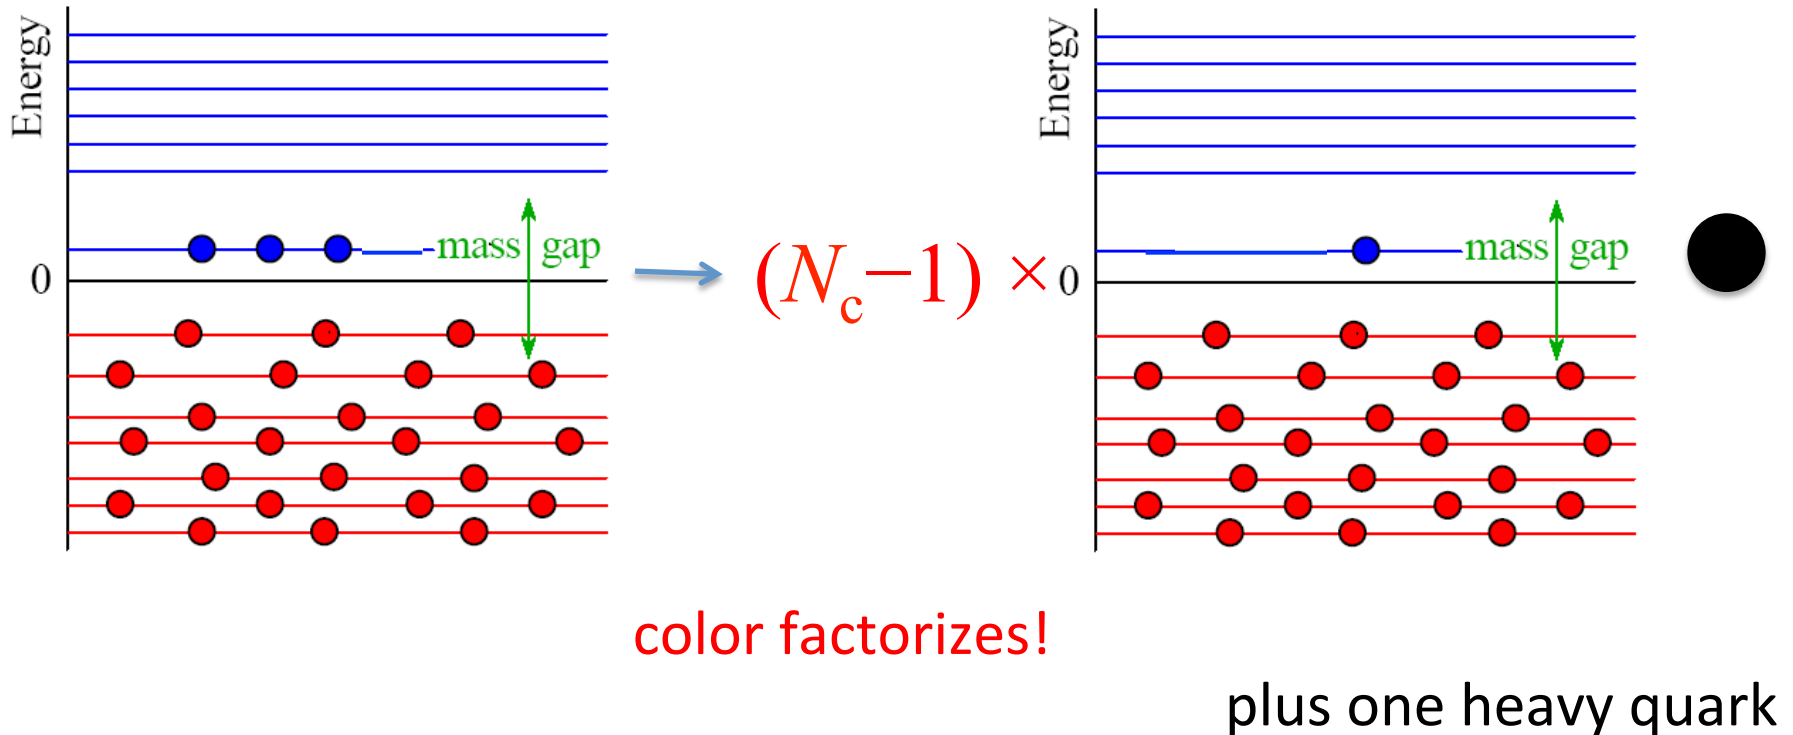 Energy
mass gap
0
(Nc−1) ×
Energy
mass gap
0
color factorizes!
plus one heavy quark